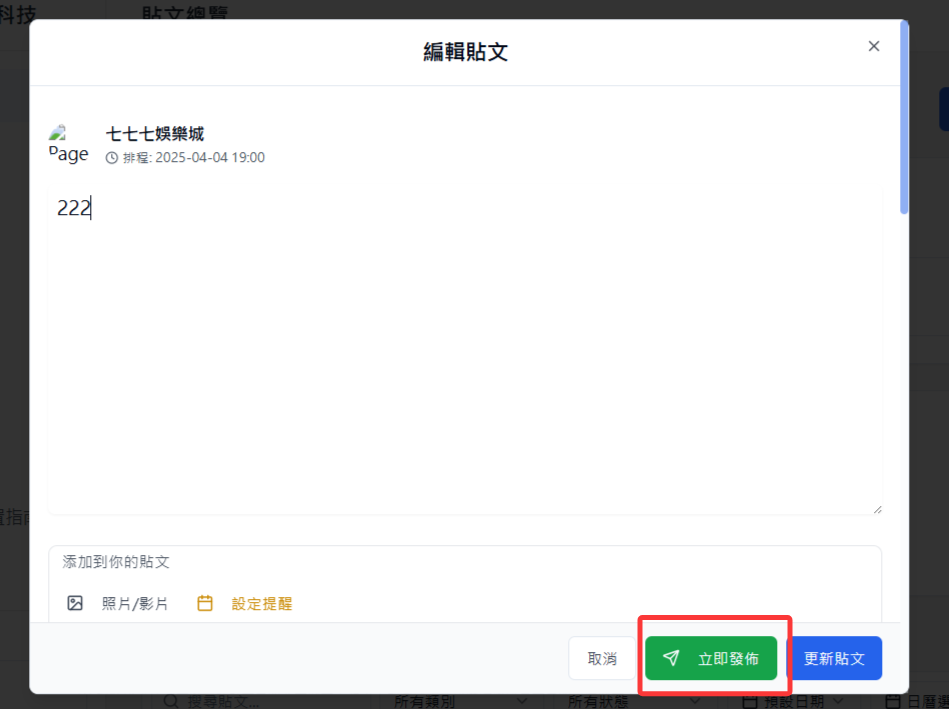 科技
貼文總覽
編輯貼文
Page
七七七娛樂城
排程: 2025-04-04 19:00
222
添加到你的貼文
照片/影片
設定提醒
取消
立即發佈
更新貼文
搜尋貼文...
所有類別
所有狀態
預設日期